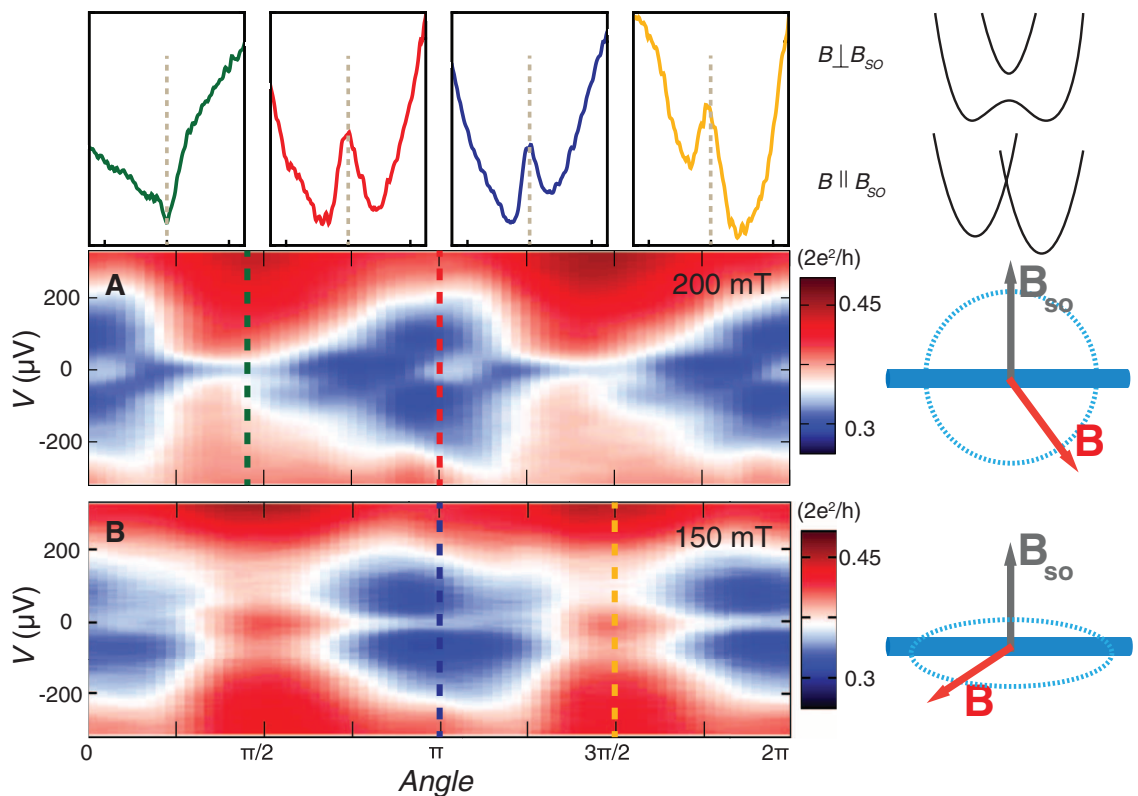 B⊥B_SO
B || B_SO
A
200 mT
(2e²/h)
0.45
0.3
200
0
-200
V (μV)
B_so
B
B
150 mT
(2e²/h)
0.45
0.3
200
0
-200
V (μV)
B_so
B
0
π/2
π
3π/2
2π
Angle